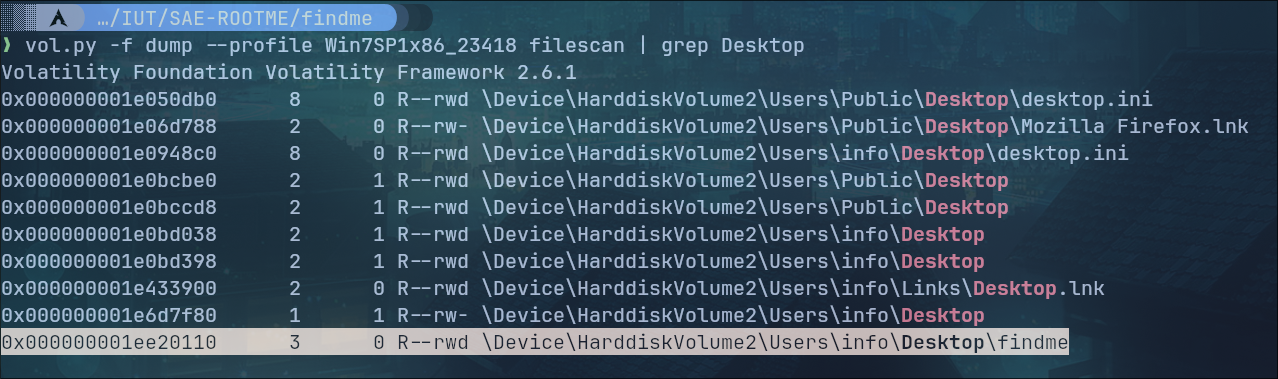 …/IUT/SAE-ROOTME/findme
❯ vol.py -f dump --profile Win7SP1x86_23418 filescan | grep Desktop
Volatility Foundation Volatility Framework 2.6.1
0x000000001e050db0      8      0 R--rwd \Device\HarddiskVolume2\Users\Public\Desktop\desktop.ini
0x000000001e06d788      2      0 R--rw- \Device\HarddiskVolume2\Users\Public\Desktop\Mozilla Firefox.lnk
0x000000001e0948c0      8      0 R--rwd \Device\HarddiskVolume2\Users\info\Desktop\desktop.ini
0x000000001e0bcbe0      2      1 R--rwd \Device\HarddiskVolume2\Users\Public\Desktop
0x000000001e0bccd8      2      1 R--rwd \Device\HarddiskVolume2\Users\Public\Desktop
0x000000001e0bd038      2      1 R--rwd \Device\HarddiskVolume2\Users\info\Desktop
0x000000001e0bd398      2      1 R--rwd \Device\HarddiskVolume2\Users\info\Desktop
0x000000001e433900      2      0 R--rwd \Device\HarddiskVolume2\Users\info\Links\Desktop.lnk
0x000000001e6d7f80      1      1 R--rw- \Device\HarddiskVolume2\Users\info\Desktop
0x000000001ee20110      3      0 R--rwd \Device\HarddiskVolume2\Users\info\Desktop\findme